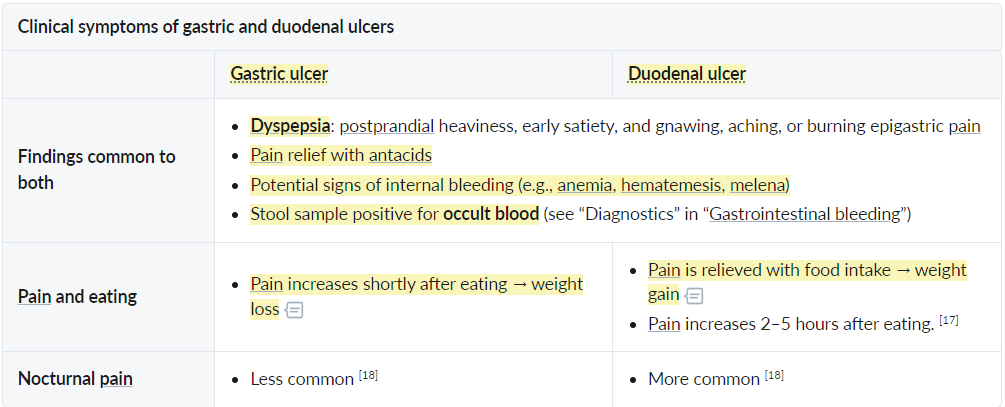 Clinical symptoms of gastric and duodenal ulcers
Gastric ulcer
Duodenal ulcer
Findings common to
both
• Dyspepsia: postprandial heaviness, early satiety, and gnawing, aching, or burning epigastric pain
• Pain relief with antacids
• Potential signs of internal bleeding (e.g., anemia, hematemesis, melena)
• Stool sample positive for occult blood (see “Diagnostics” in “Gastrointestinal bleeding”)
Pain and eating
• Pain increases shortly after eating → weight
loss
• Pain is relieved with food intake → weight
gain
• Pain increases 2–5 hours after eating. [17]
Nocturnal pain
• Less common [18]
• More common [18]